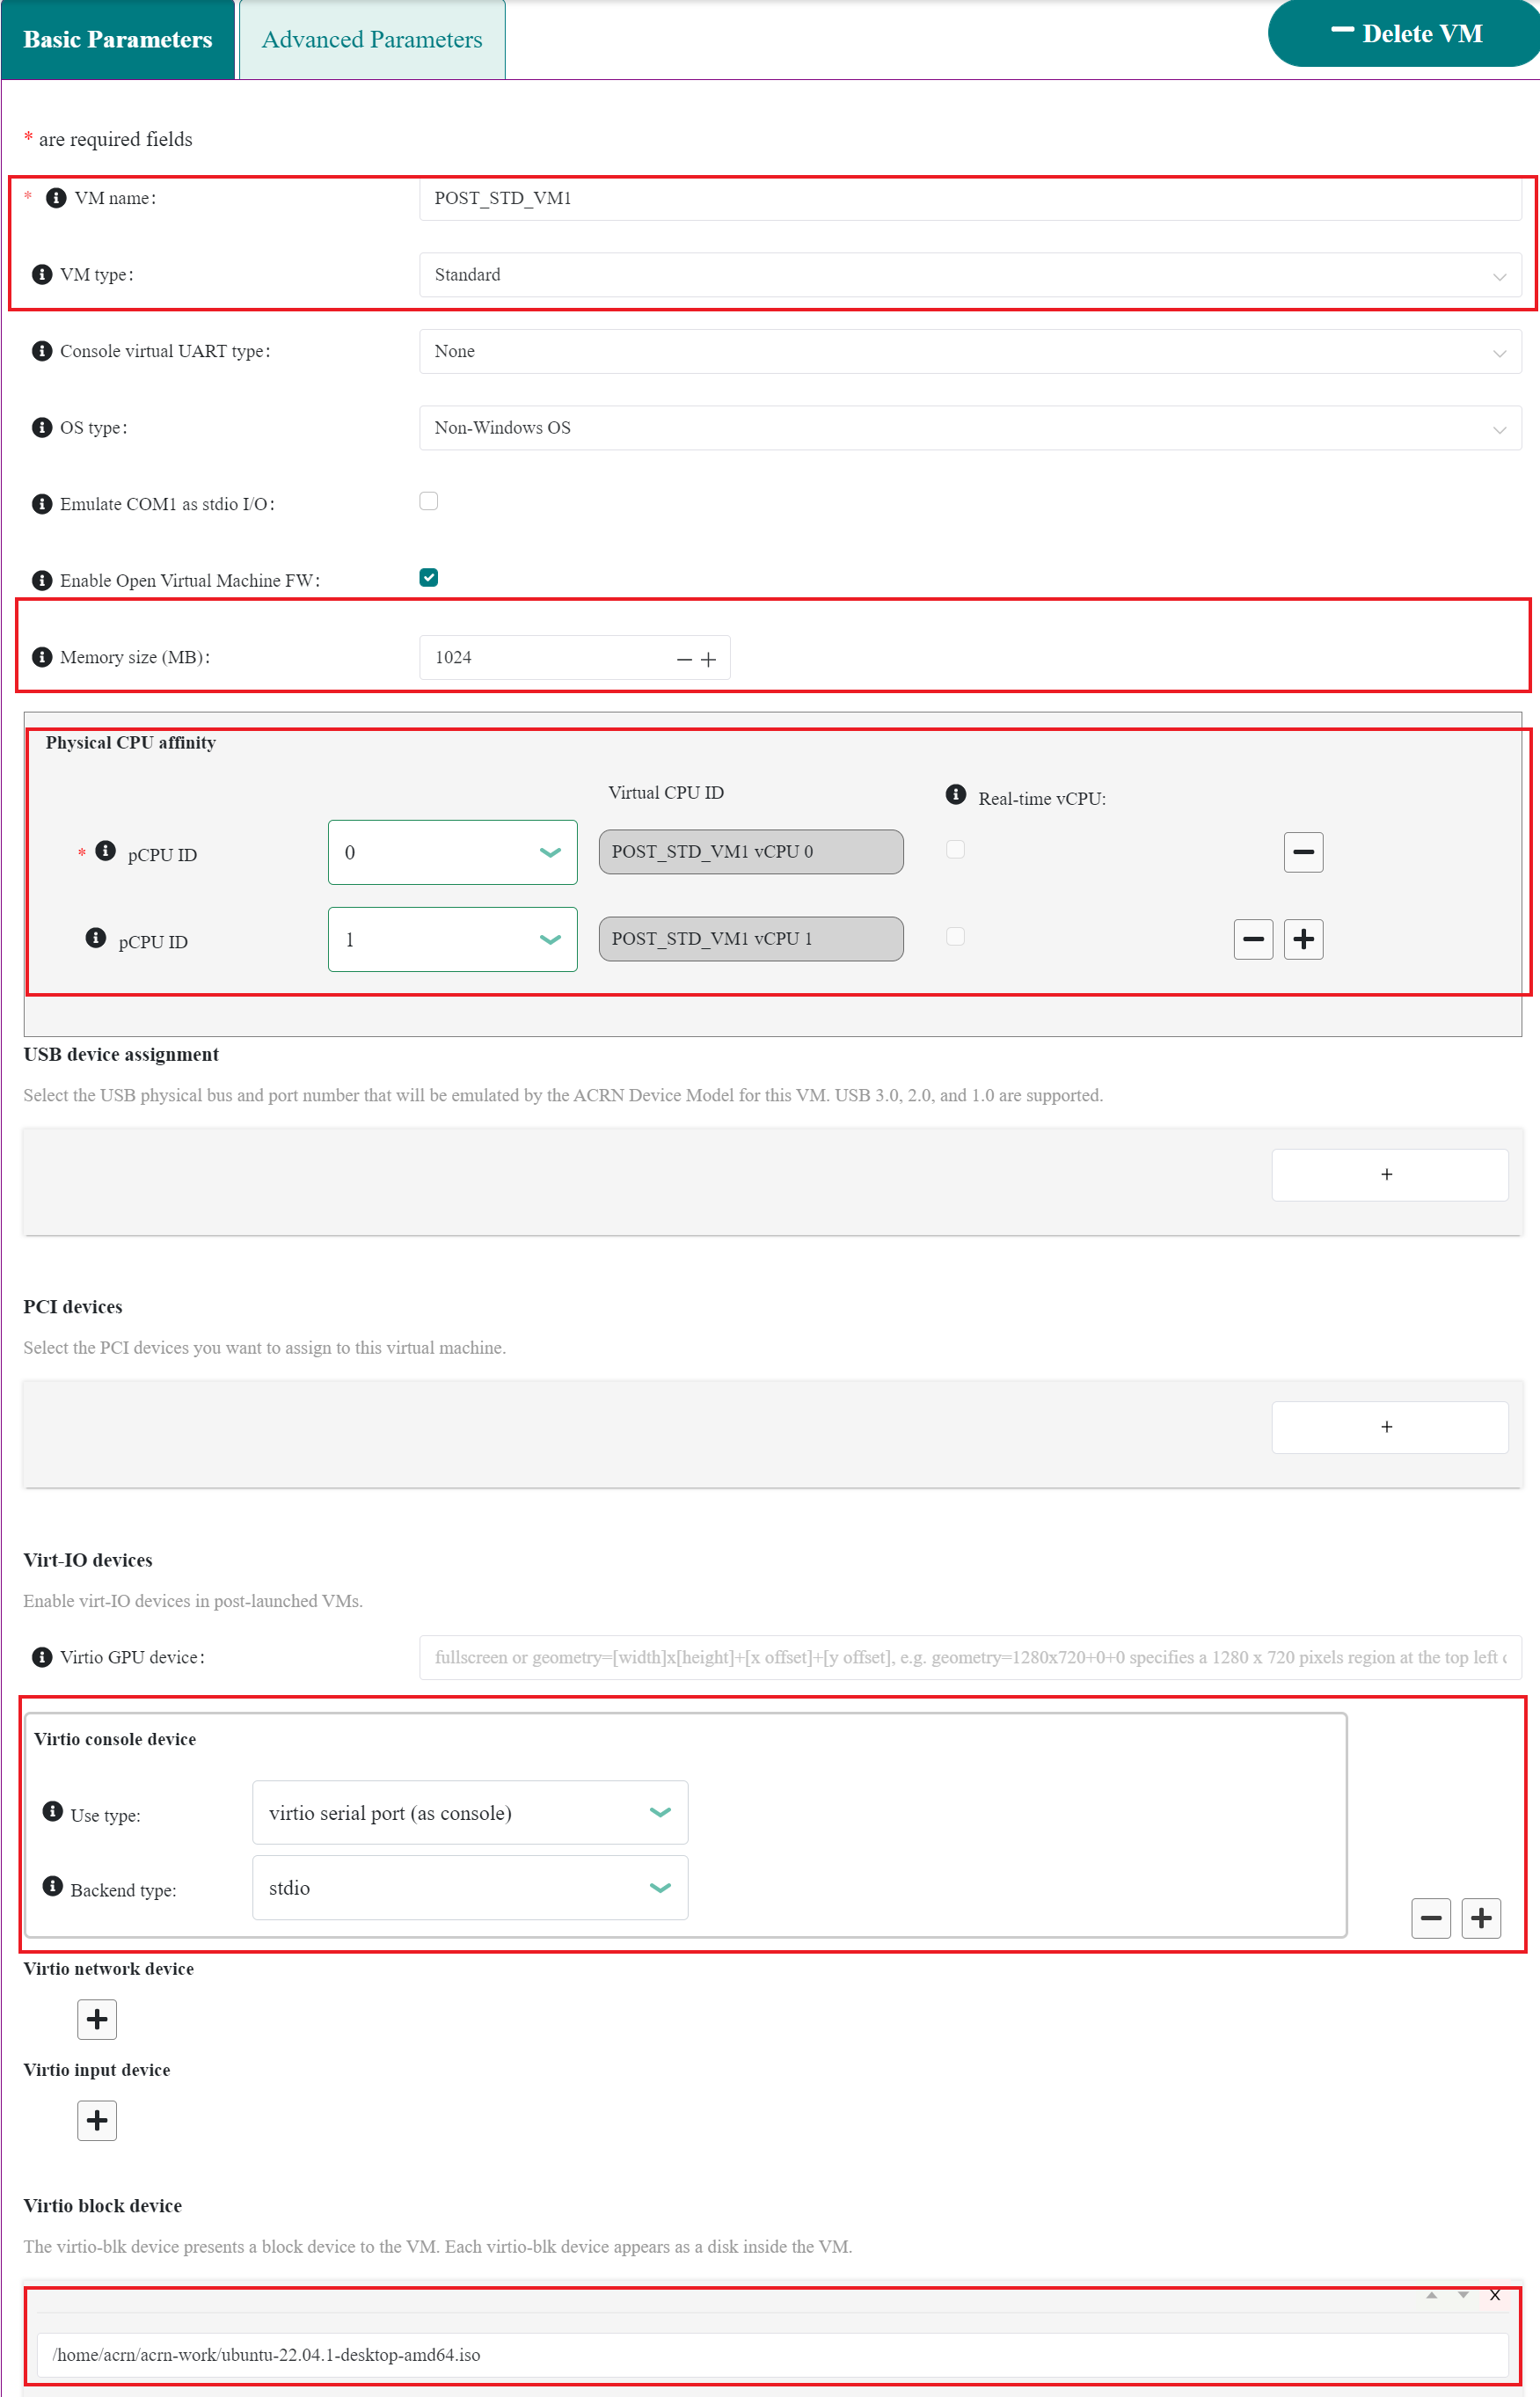 Basic Parameters
Advanced Parameters
Delete VM
* are required fields
* VM name:
POST_STD_VM1
VM type:
Standard
Console virtual UART type:
None
OS type:
Non-Windows OS
Emulate COM1 as stdio I/O:
Enable Open Virtual Machine FW:
Memory size (MB):
1024
Physical CPU affinity
Virtual CPU ID
Real-time vCPU:
* pCPU ID
0
POST_STD_VM1 vCPU 0
pCPU ID
1
POST_STD_VM1 vCPU 1
USB device assignment
Select the USB physical bus and port number that will be emulated by the ACRN Device Model for this VM. USB 3.0, 2.0, and 1.0 are supported.
+
PCI devices
Select the PCI devices you want to assign to this virtual machine.
+
Virt-IO devices
Enable virt-IO devices in post-launched VMs.
Virtio GPU device:
fullscreen or geometry=[width]x[height]+[x offset]+[y offset], e.g. geometry=1280x720+0+0 specifies a 1280 x 720 pixels region at the top left
Virtio console device
Use type:
virtio serial port (as console)
Backend type:
stdio
Virtio network device
Virtio input device
Virtio block device
The virtio-blk device presents a block device to the VM. Each virtio-blk device appears as a disk inside the VM.
X
/home/acrn/acrn-work/ubuntu-22.04.1-desktop-amd64.iso